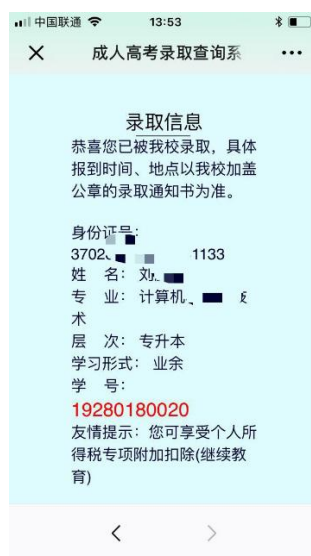 中国联通 13:53
成人高考录取查询系
录取信息
恭喜您已被我校录取，具体
报到时间、地点以我校加盖
公章的录取通知书为准。
身份证号：
3702 1133
姓 名： 刘
专 业： 计算机
术
层 次： 专升本
学习形式： 业余
学 号：
19280180020
友情提示：您可享受个人所
得税专项附加扣除(继续教
育)